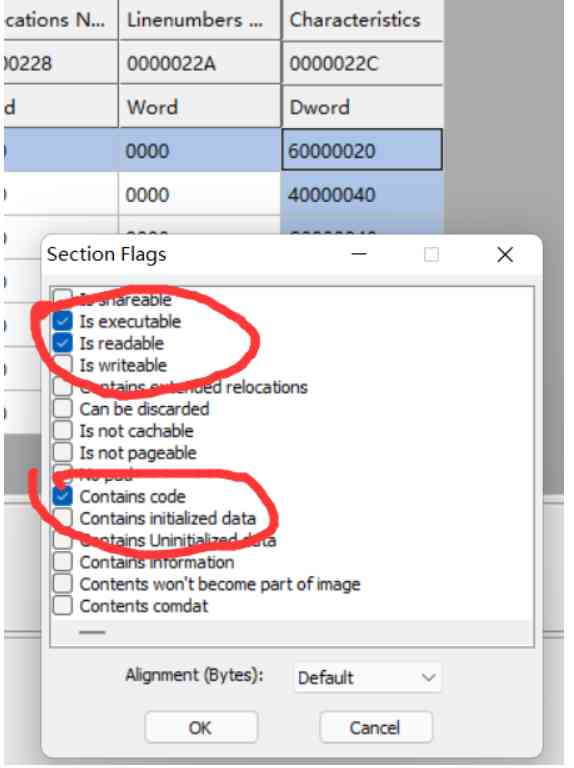 cations N... Linenumbers ... Characteristics
00228 0000022A 0000022C
d Word Dword
0000 60000020
0000 40000040
Section Flags
Is shareable
Is executable
Is readable
Is writeable
Contains extended relocations
Can be discarded
Is not cachable
Is not pageable
No pad
Contains code
Contains initialized data
Contains Uninitialized data
Contains information
Contents won't become part of image
Contents comdat
Alignment (Bytes): Default
OK Cancel